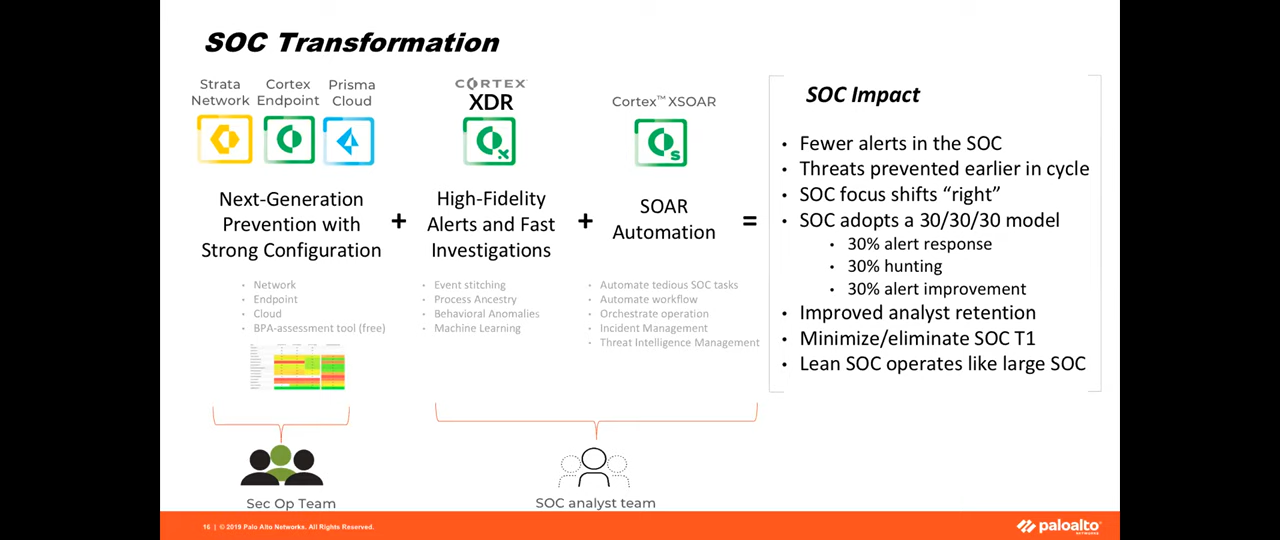 SOC Transformation
Strata
Network
Cortex
Endpoint
Prisma
Cloud
Next-Generation
Prevention with
Strong Configuration
• Network
• Endpoint
• Cloud
• BPA-assessment tool (free)
+
CORTEX
XDR
High-Fidelity
Alerts and Fast
Investigations
• Event stitching
• Process Ancestry
• Behavioral Anomalies
• Machine Learning
+
Cortex™ XSOAR
S
SOAR
Automation
• Automate tedious SOC tasks
• Automate workflow
• Orchestrate operation
• Incident Management
• Threat Intelligence Management
=
SOC Impact
• Fewer alerts in the SOC
• Threats prevented earlier in cycle
• SOC focus shifts “right”
• SOC adopts a 30/30/30 model
• 30% alert response
• 30% hunting
• 30% alert improvement
• Improved analyst retention
• Minimize/eliminate SOC T1
• Lean SOC operates like large SOC
Sec Op Team
SOC analyst team
16 | © 2019 Palo Alto Networks. All Rights Reserved.
paloalto
NETWORKS